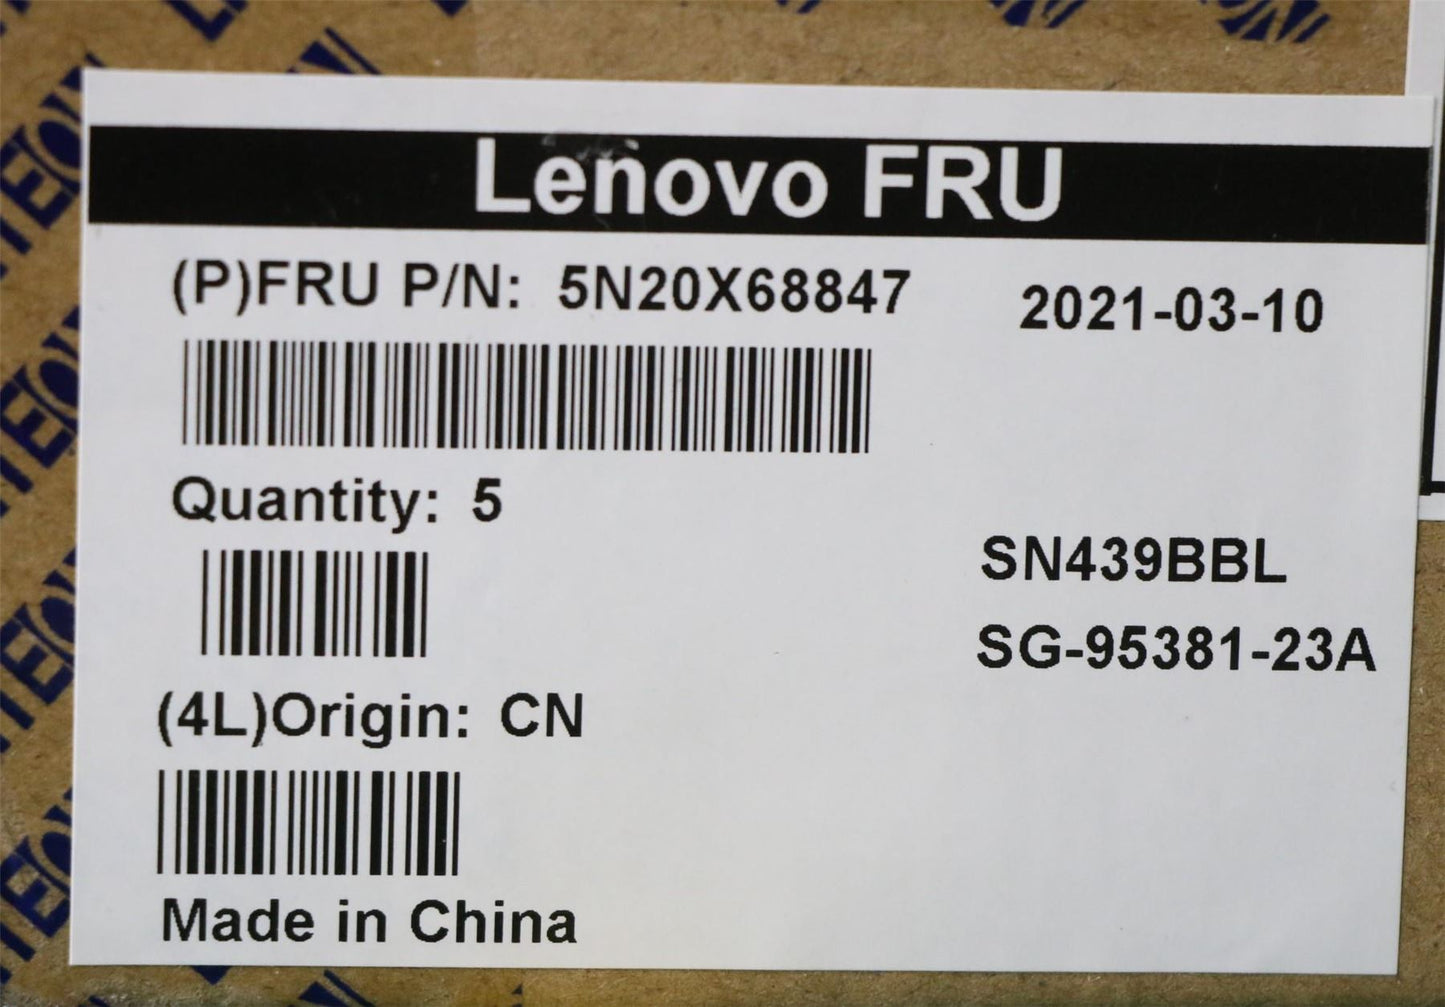 Lenovo FRU
(P)FRU P/N: 5N20X68847
2021-03-10
Quantity: 5
SN439BBL
SG-95381-23A
(4L)Origin: CN
Made in China